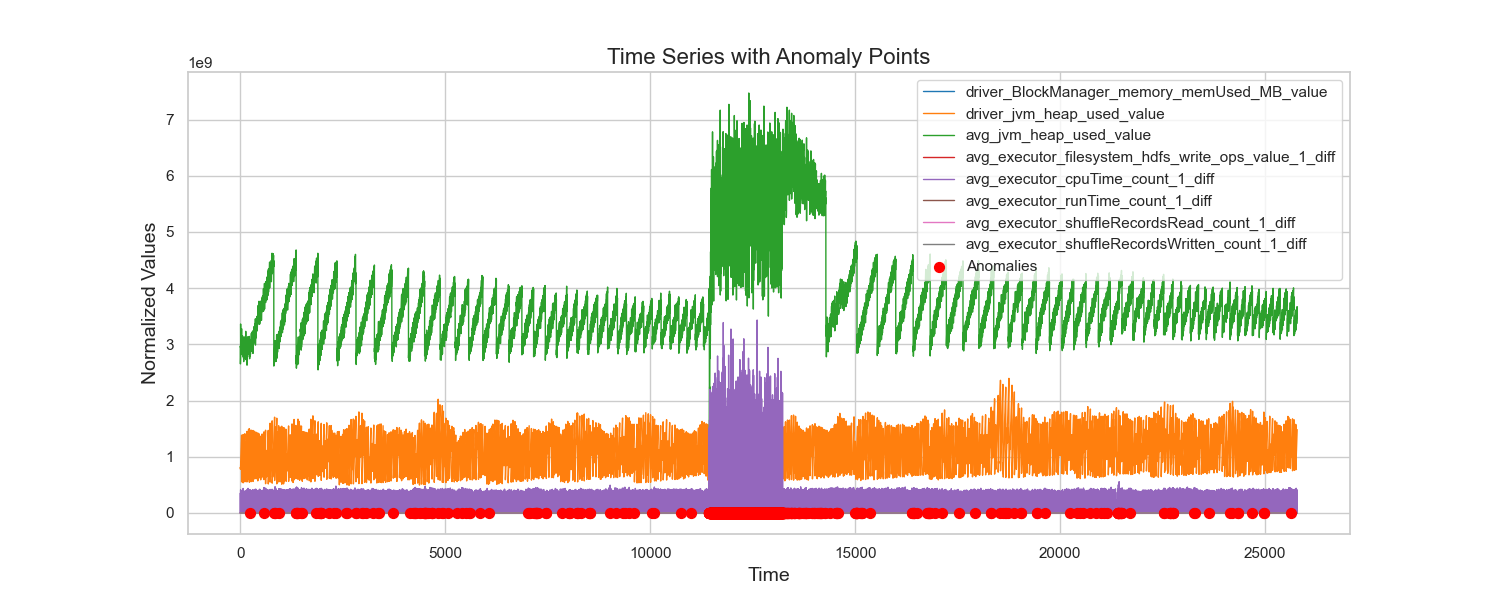 Time Series with Anomaly Points
1e9
driver_BlockManager_memory_memUsed_MB_value
driver_jvm_heap_used_value
avg_jvm_heap_used_value
avg_executor_filesystem_hdfs_write_ops_value_1_diff
avg_executor_cpuTime_count_1_diff
avg_executor_runTime_count_1_diff
avg_executor_shuffleRecordsRead_count_1_diff
avg_executor_shuffleRecordsWritten_count_1_diff
Anomalies
Normalized Values
7
6
5
4
3
2
1
0
0 5000 10000 15000 20000 25000
Time